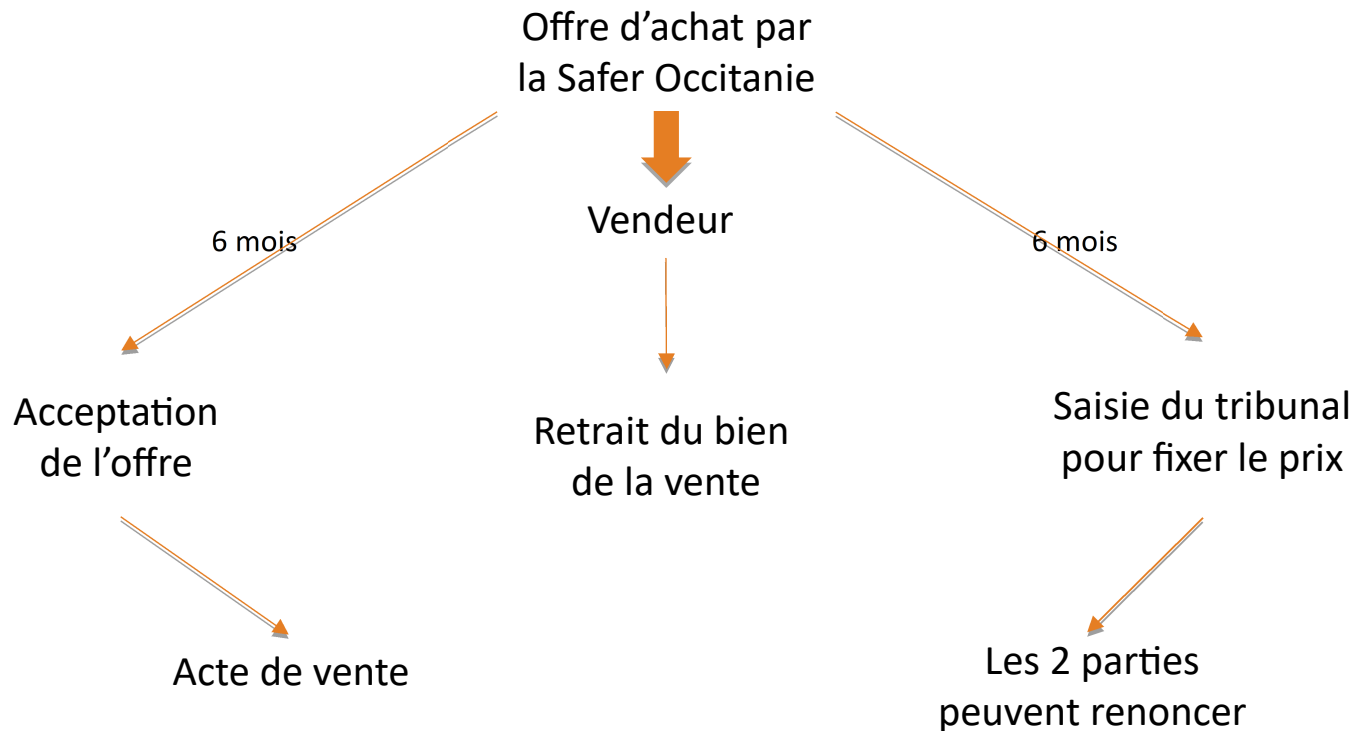 Offre d’achat par
la Safer Occitanie
Vendeur
6 mois
6 mois
Acceptation
de l’offre
Retrait du bien
de la vente
Saisie du tribunal
pour fixer le prix
Acte de vente
Les 2 parties
peuvent renoncer